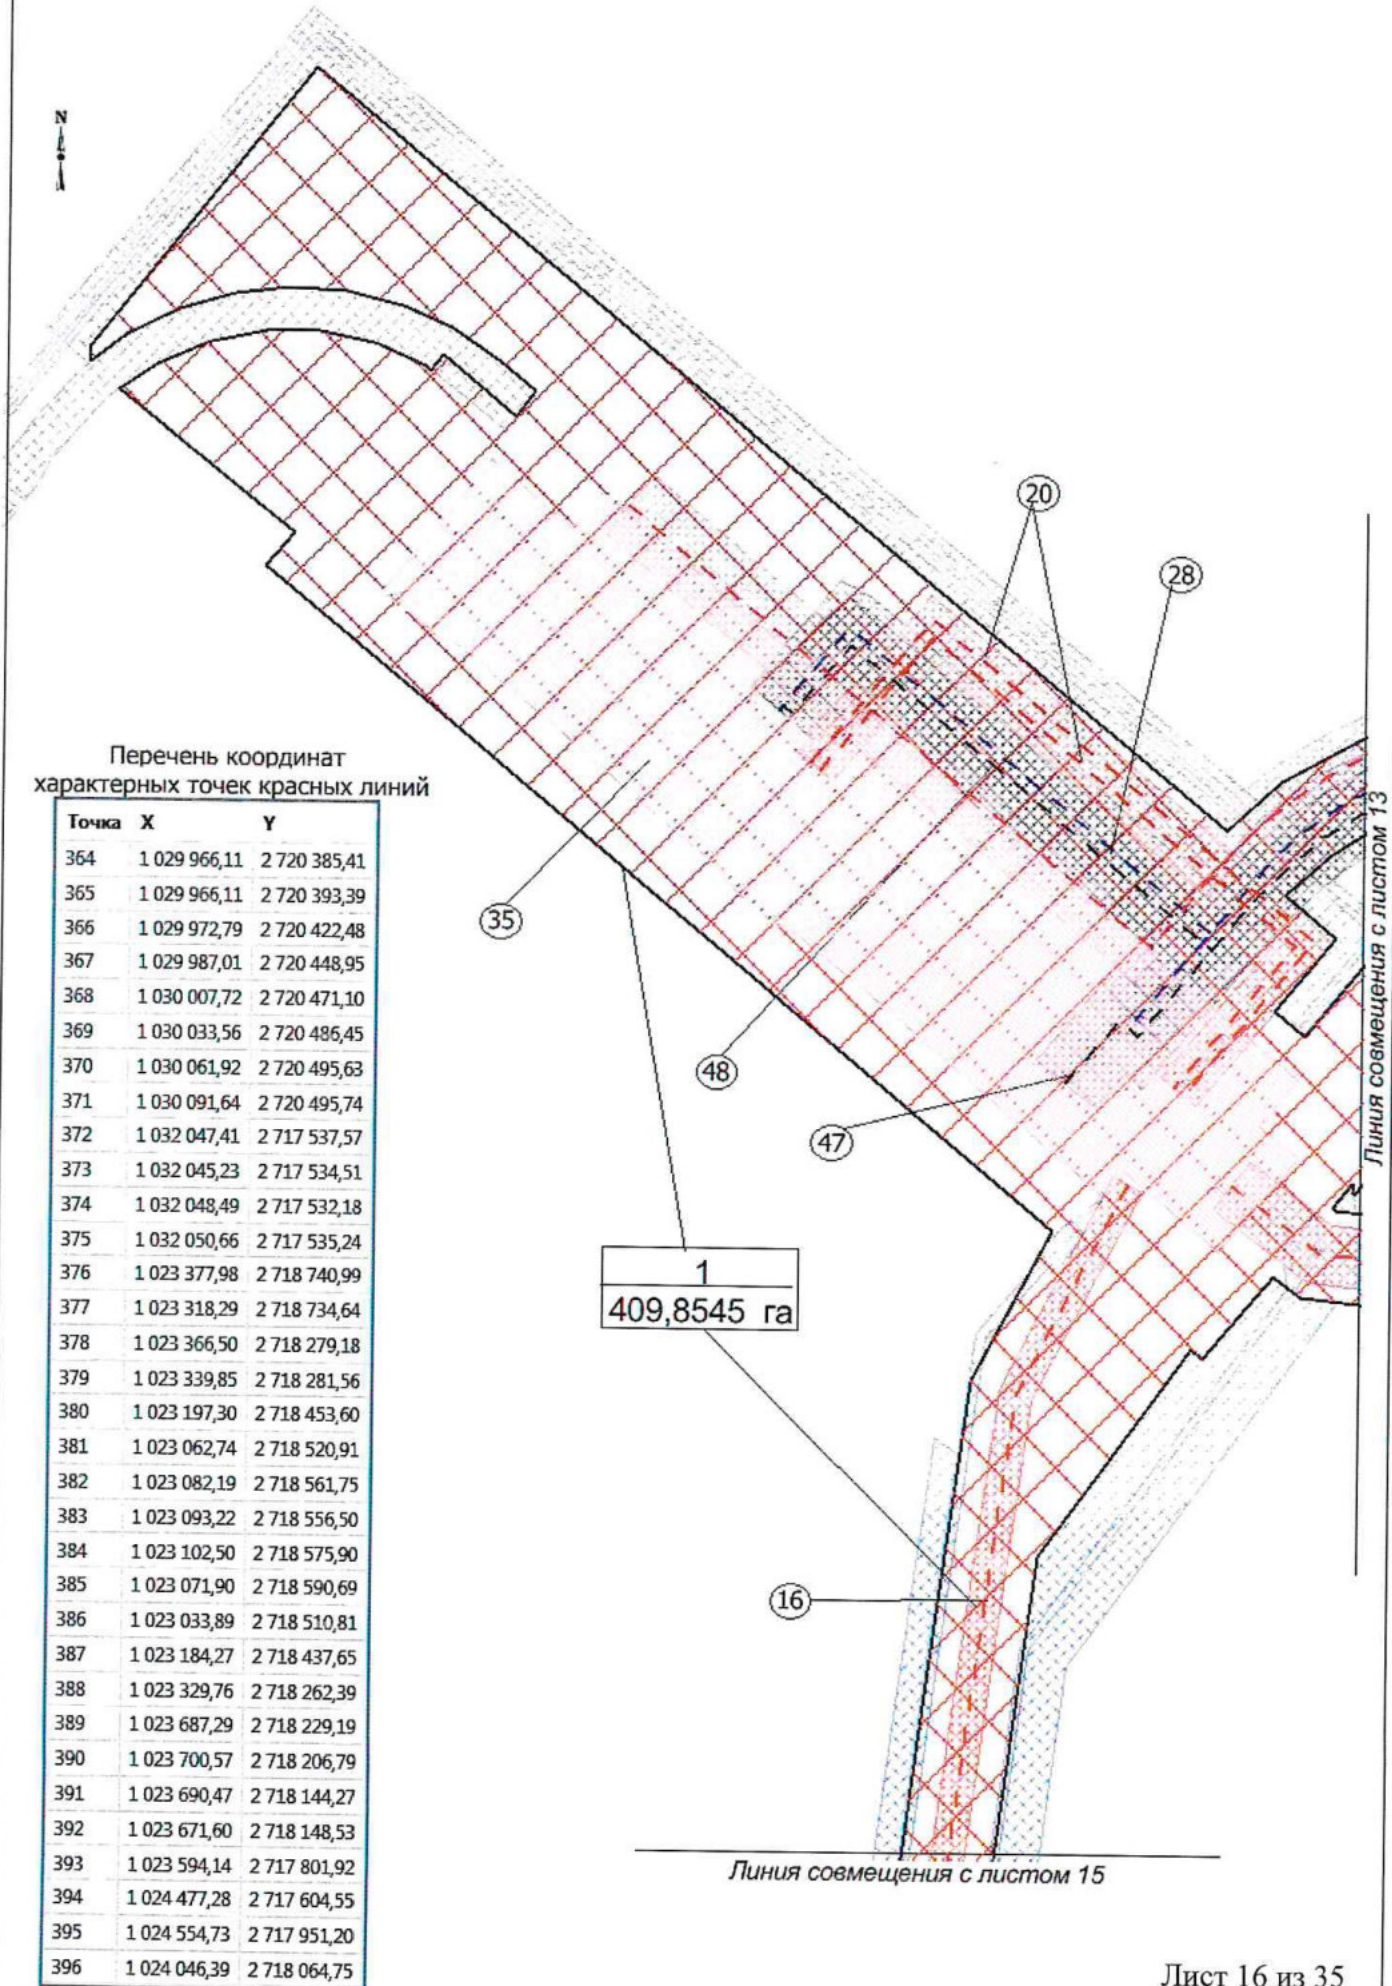 N
20
28
Перечень координат
характерных точек красных линий
Точка X Y
364 1 029 966,11 2 720 385,41
365 1 029 966,11 2 720 393,39
366 1 029 972,79 2 720 422,48
367 1 029 987,01 2 720 448,95
368 1 030 007,72 2 720 471,10
369 1 030 033,56 2 720 486,45
370 1 030 061,92 2 720 495,63
371 1 030 091,64 2 720 495,74
372 1 032 047,41 2 717 537,57
373 1 032 045,23 2 717 534,51
374 1 032 048,49 2 717 532,18
375 1 032 050,66 2 717 535,24
376 1 023 377,98 2 718 740,99
377 1 023 318,29 2 718 734,64
378 1 023 366,50 2 718 279,18
379 1 023 339,85 2 718 281,56
380 1 023 197,30 2 718 453,60
381 1 023 062,74 2 718 520,91
382 1 023 082,19 2 718 561,75
383 1 023 093,22 2 718 556,50
384 1 023 102,50 2 718 575,90
385 1 023 071,90 2 718 590,69
386 1 023 033,89 2 718 510,81
387 1 023 184,27 2 718 437,65
388 1 023 329,76 2 718 262,39
389 1 023 687,29 2 718 229,19
390 1 023 700,57 2 718 206,79
391 1 023 690,47 2 718 144,27
392 1 023 671,60 2 718 148,53
393 1 023 594,14 2 717 801,92
394 1 024 477,28 2 717 604,55
395 1 024 554,73 2 717 951,20
396 1 024 046,39 2 718 064,75
35
48
47
1
409,8545 га
16
Линия совмещения с листом 13
Линия совмещения с листом 15
Лист 16 из 35